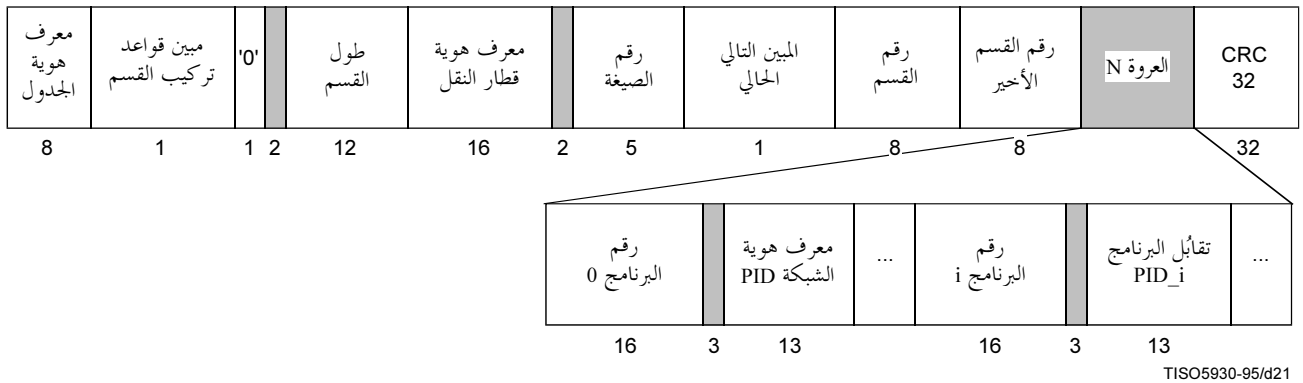 معرف
هوية
الجدول
مبين قواعد
تركيب القسم
'0'
طول
القسم
معرف هوية
قطار النقل
رقم
الصيغة
المبين التالي
الحالي
رقم
القسم
رقم القسم
الأخير
العروة N
CRC
32
8
1
1
2
12
16
2
5
1
8
8
32
رقم
البرنامج 0
معرف هوية
الشبكة PID
...
رقم
البرنامج i
تقابُل البرنامج
PID_i
...
16
3
13
16
3
13
TISO5930-95/d21